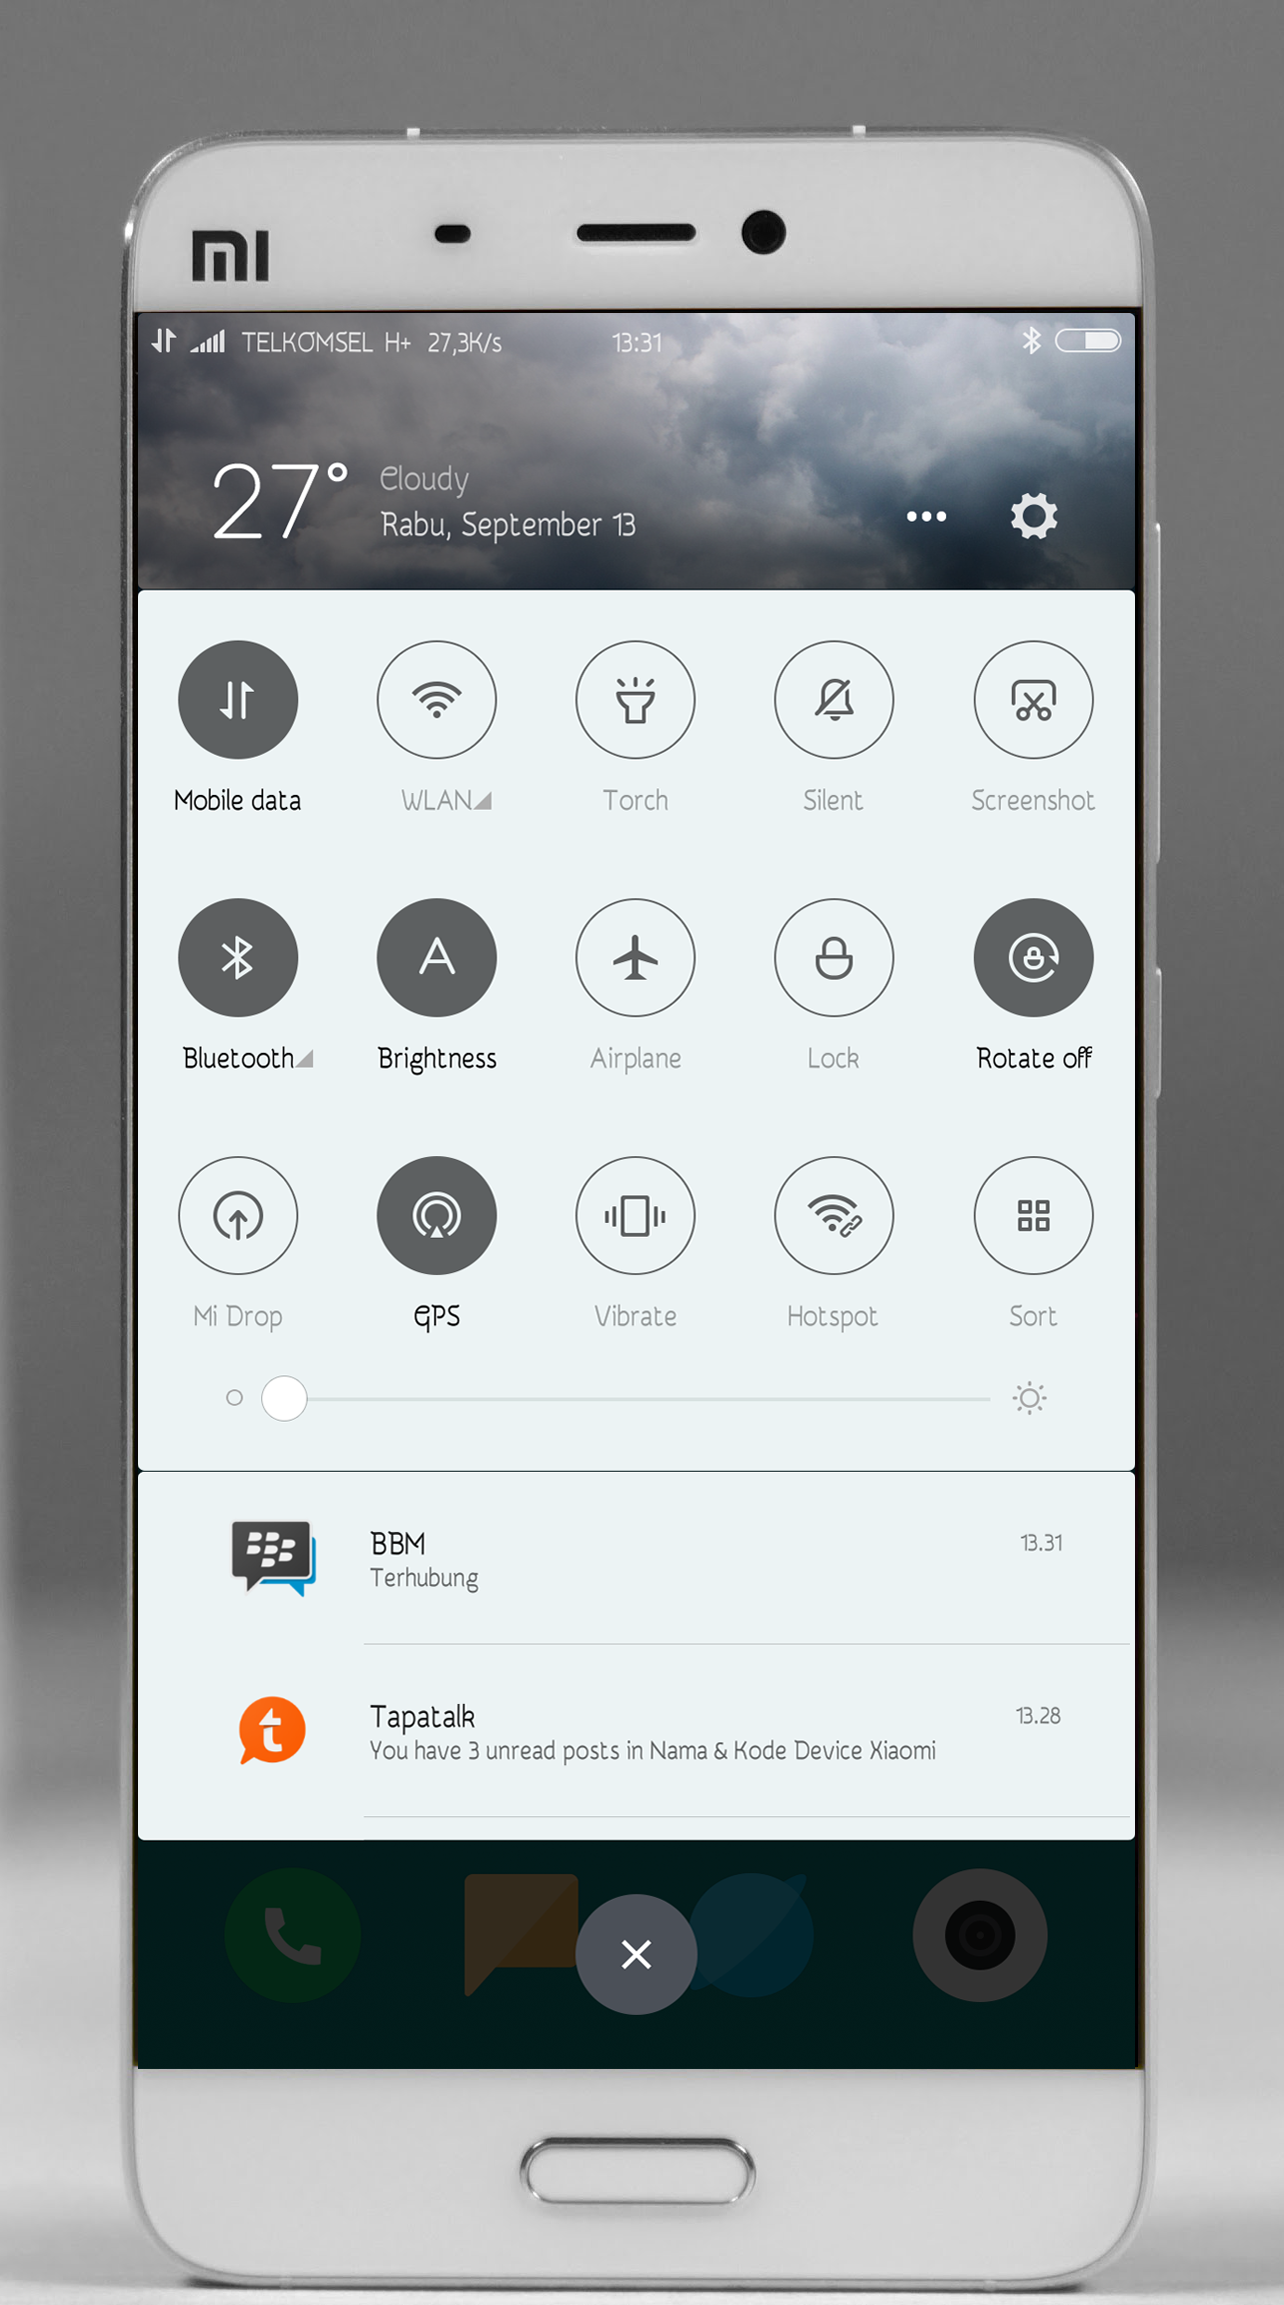 MI
TELKOMSEL H+ 27,3K/s 13:31
27° Cloudy
Rabu, September 13
Mobile data WLAN Torch Silent Screenshot
A
Bluetooth Brightness Airplane Lock Rotate off
Mi Drop GPS Vibrate Hotspot Sort
BBM 13.31
Terhubung
t
Tapatalk 13.28
You have 3 unread posts in Nama & Kode Device Xiaomi